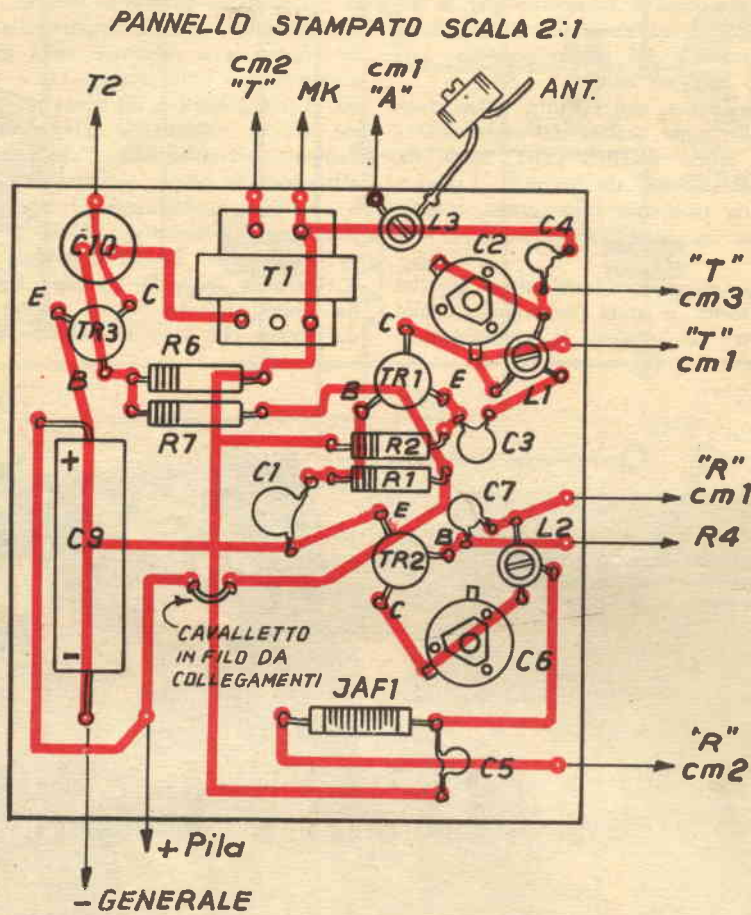 PANNELLO STAMPATO SCALA 2:1
T2
cm2
"T"
MK
cm1
"A"
ANT.
C10
T1
L3
C4
C2
"T"
cm3
"T"
cm1
E
C
TR3
B
R6
R7
C
TR1
B
E
L1
C3
R2
R1
+
C9
-
C1
C7
"R"
cm1
L2
R4
E
B
TR2
C
C6
CAVALLETTO
IN FILO DA
COLLEGAMENTI
JAF1
C5
"R"
cm2
+ Pila
- GENERALE